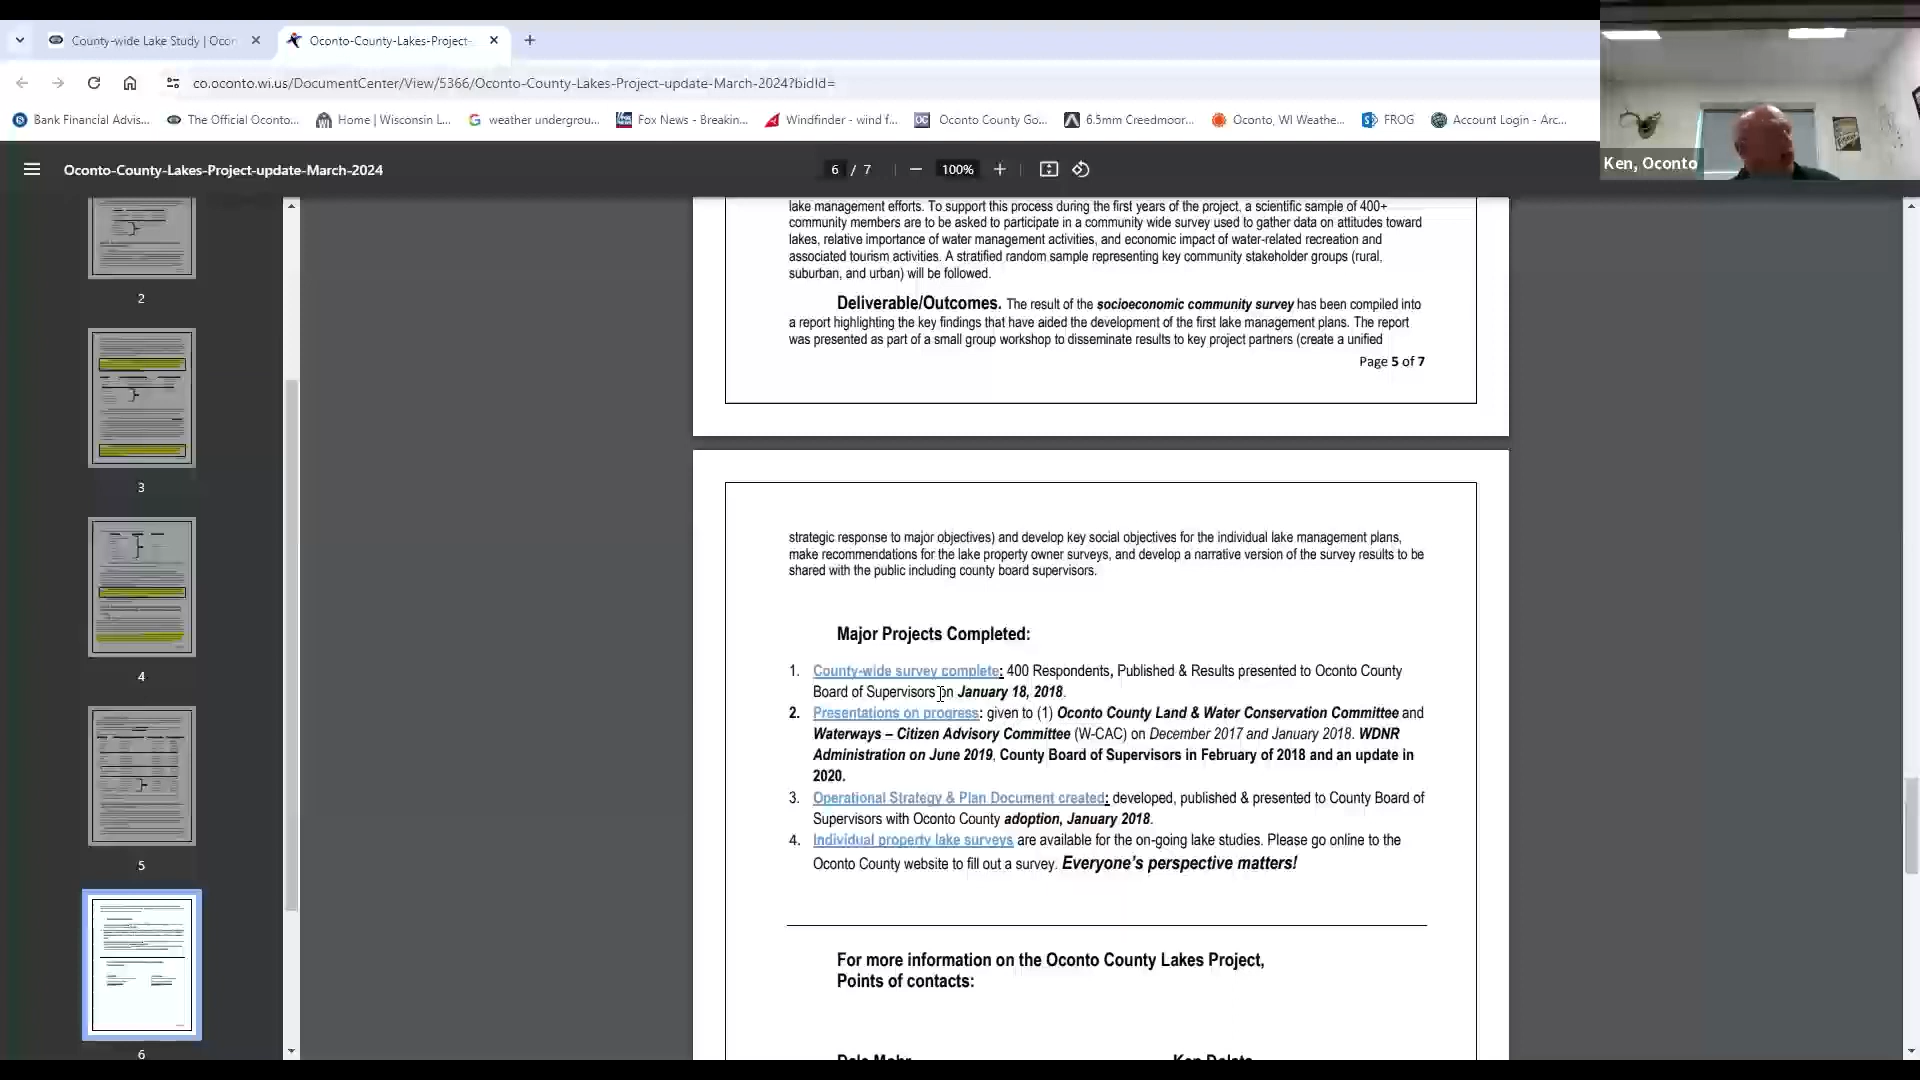 County-wide Lake Study | Ocon
Oconto-County-Lakes-Project-
co.oconto.wi.us/DocumentCenter/View/5366/Oconto-County-Lakes-Project-update-March-2024?bidId=
Bank Financial Advis... The Official Oconto... Home | Wisconsin L... weather undergrou... Fox News - Breakin... Windfinder - wind f... Oconto County Go... 6.5mm Creedmoor... Oconto, WI Weathe... FROG Account Login - Arc...
Ken, Oconto
Oconto-County-Lakes-Project-update-March-2024
6 / 7
100%
2
3
4
5
6
lake management efforts. To support this process during the first years of the project, a scientific sample of 400+
community members are to be asked to participate in a community wide survey used to gather data on attitudes toward
lakes, relative importance of water management activities, and economic impact of water-related recreation and
associated tourism activities. A stratified random sample representing key community stakeholder groups (rural,
suburban, and urban) will be followed.
Deliverable/Outcomes. The result of the socioeconomic community survey has been compiled into
a report highlighting the key findings that have aided the development of the first lake management plans. The report
was presented as part of a small group workshop to disseminate results to key project partners (create a unified
Page 5 of 7
strategic response to major objectives) and develop key social objectives for the individual lake management plans,
make recommendations for the lake property owner surveys, and develop a narrative version of the survey results to be
shared with the public including county board supervisors.
Major Projects Completed:
1. County-wide survey complete: 400 Respondents, Published & Results presented to Oconto County
Board of Supervisors on January 18, 2018.
2. Presentations on progress: given to (1) Oconto County Land & Water Conservation Committee and
Waterways – Citizen Advisory Committee (W-CAC) on December 2017 and January 2018. WDNR
Administration on June 2019, County Board of Supervisors in February of 2018 and an update in
2020.
3. Operational Strategy & Plan Document created: developed, published & presented to County Board of
Supervisors with Oconto County adoption, January 2018.
4. Individual property lake surveys are available for the on-going lake studies. Please go online to the
Oconto County website to fill out a survey. Everyone's perspective matters!
For more information on the Oconto County Lakes Project,
Points of contacts:
Dale Mohr Ken Dolata